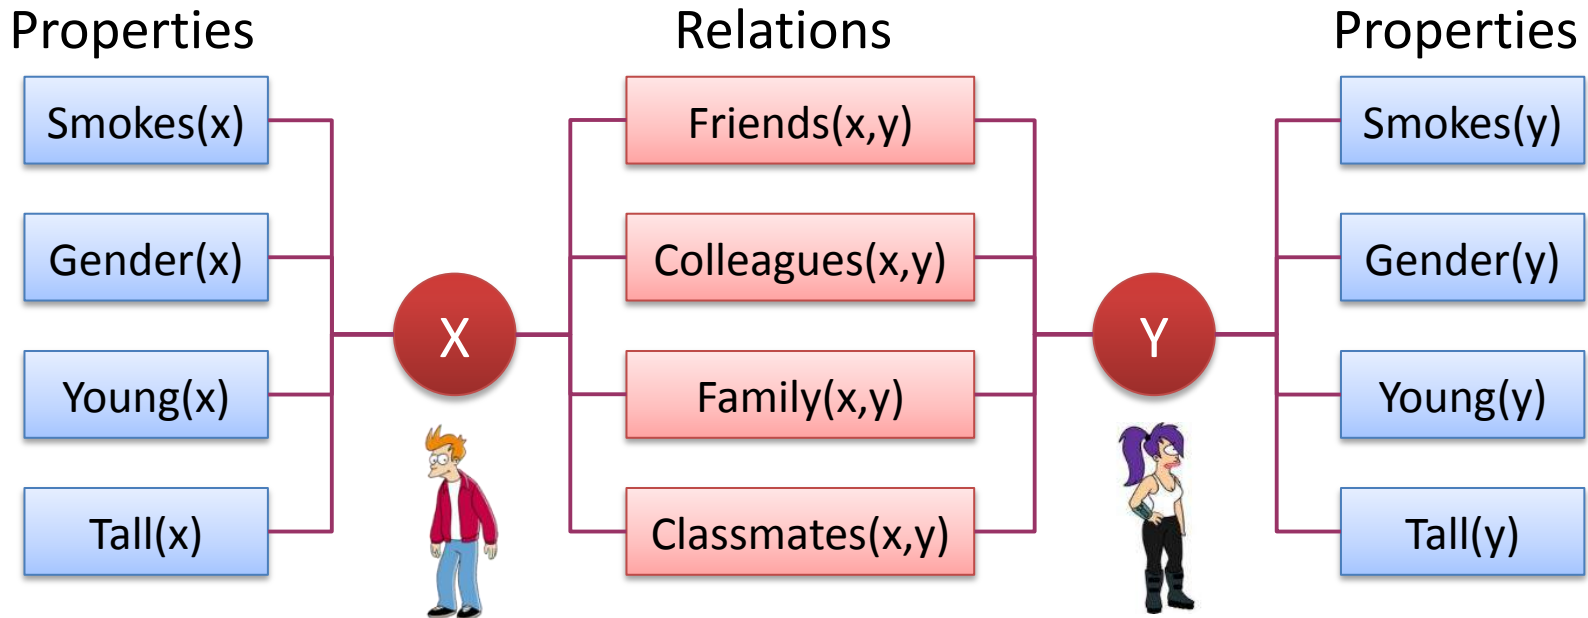 Properties
Relations
Properties
Smokes(x)
Friends(x,y)
Smokes(y)
Gender(x)
Colleagues(x,y)
Gender(y)
X
Y
Young(x)
Family(x,y)
Young(y)
Tall(x)
Classmates(x,y)
Tall(y)